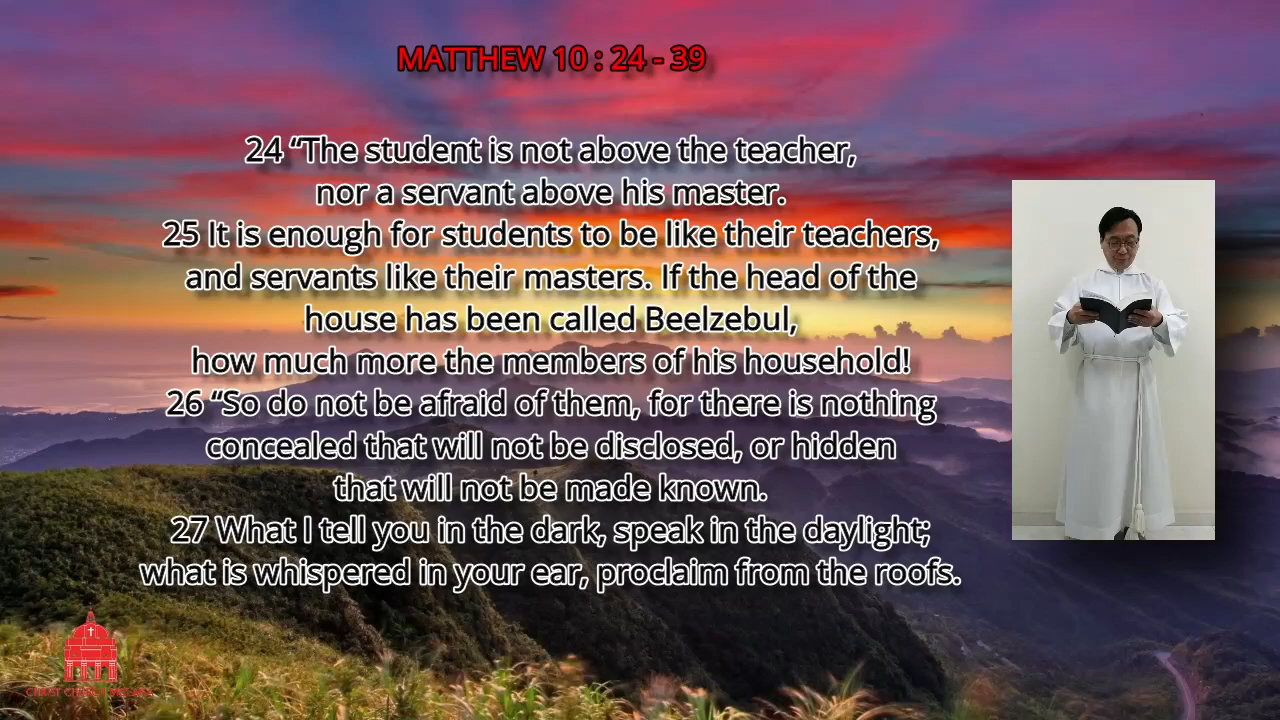 MATTHEW 10 : 24 - 39
24 “The student is not above the teacher,
nor a servant above his master.
25 It is enough for students to be like their teachers,
and servants like their masters. If the head of the
house has been called Beelzebul,
how much more the members of his household!
26 “So do not be afraid of them, for there is nothing
concealed that will not be disclosed, or hidden
that will not be made known.
27 What I tell you in the dark, speak in the daylight;
what is whispered in your ear, proclaim from the roofs.
CHRIST CHURCH